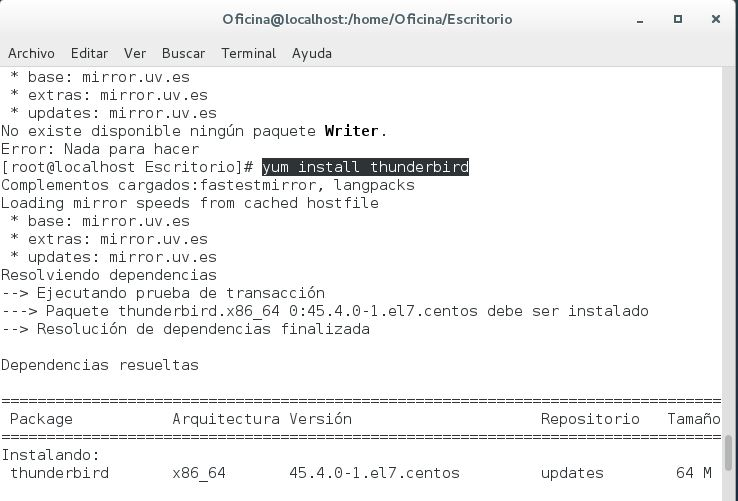 Oficina@localhost:/home/Oficina/Escritorio
Archivo Editar Ver Buscar Terminal Ayuda
* base: mirror.uv.es
* extras: mirror.uv.es
* updates: mirror.uv.es
No existe disponible ningún paquete Writer.
Error: Nada para hacer
[root@localhost Escritorio]# yum install thunderbird
Complementos cargados:fastestmirror, langpacks
Loading mirror speeds from cached hostfile
* base: mirror.uv.es
* extras: mirror.uv.es
* updates: mirror.uv.es
Resolviendo dependencias
--> Ejecutando prueba de transacción
---> Paquete thunderbird.x86_64 0:45.4.0-1.el7.centos debe ser instalado
--> Resolución de dependencias finalizada
Dependencias resueltas
================================================================================
Package Arquitectura Versión Repositorio Tamaño
================================================================================
Instalando:
thunderbird x86_64 45.4.0-1.el7.centos updates 64 M